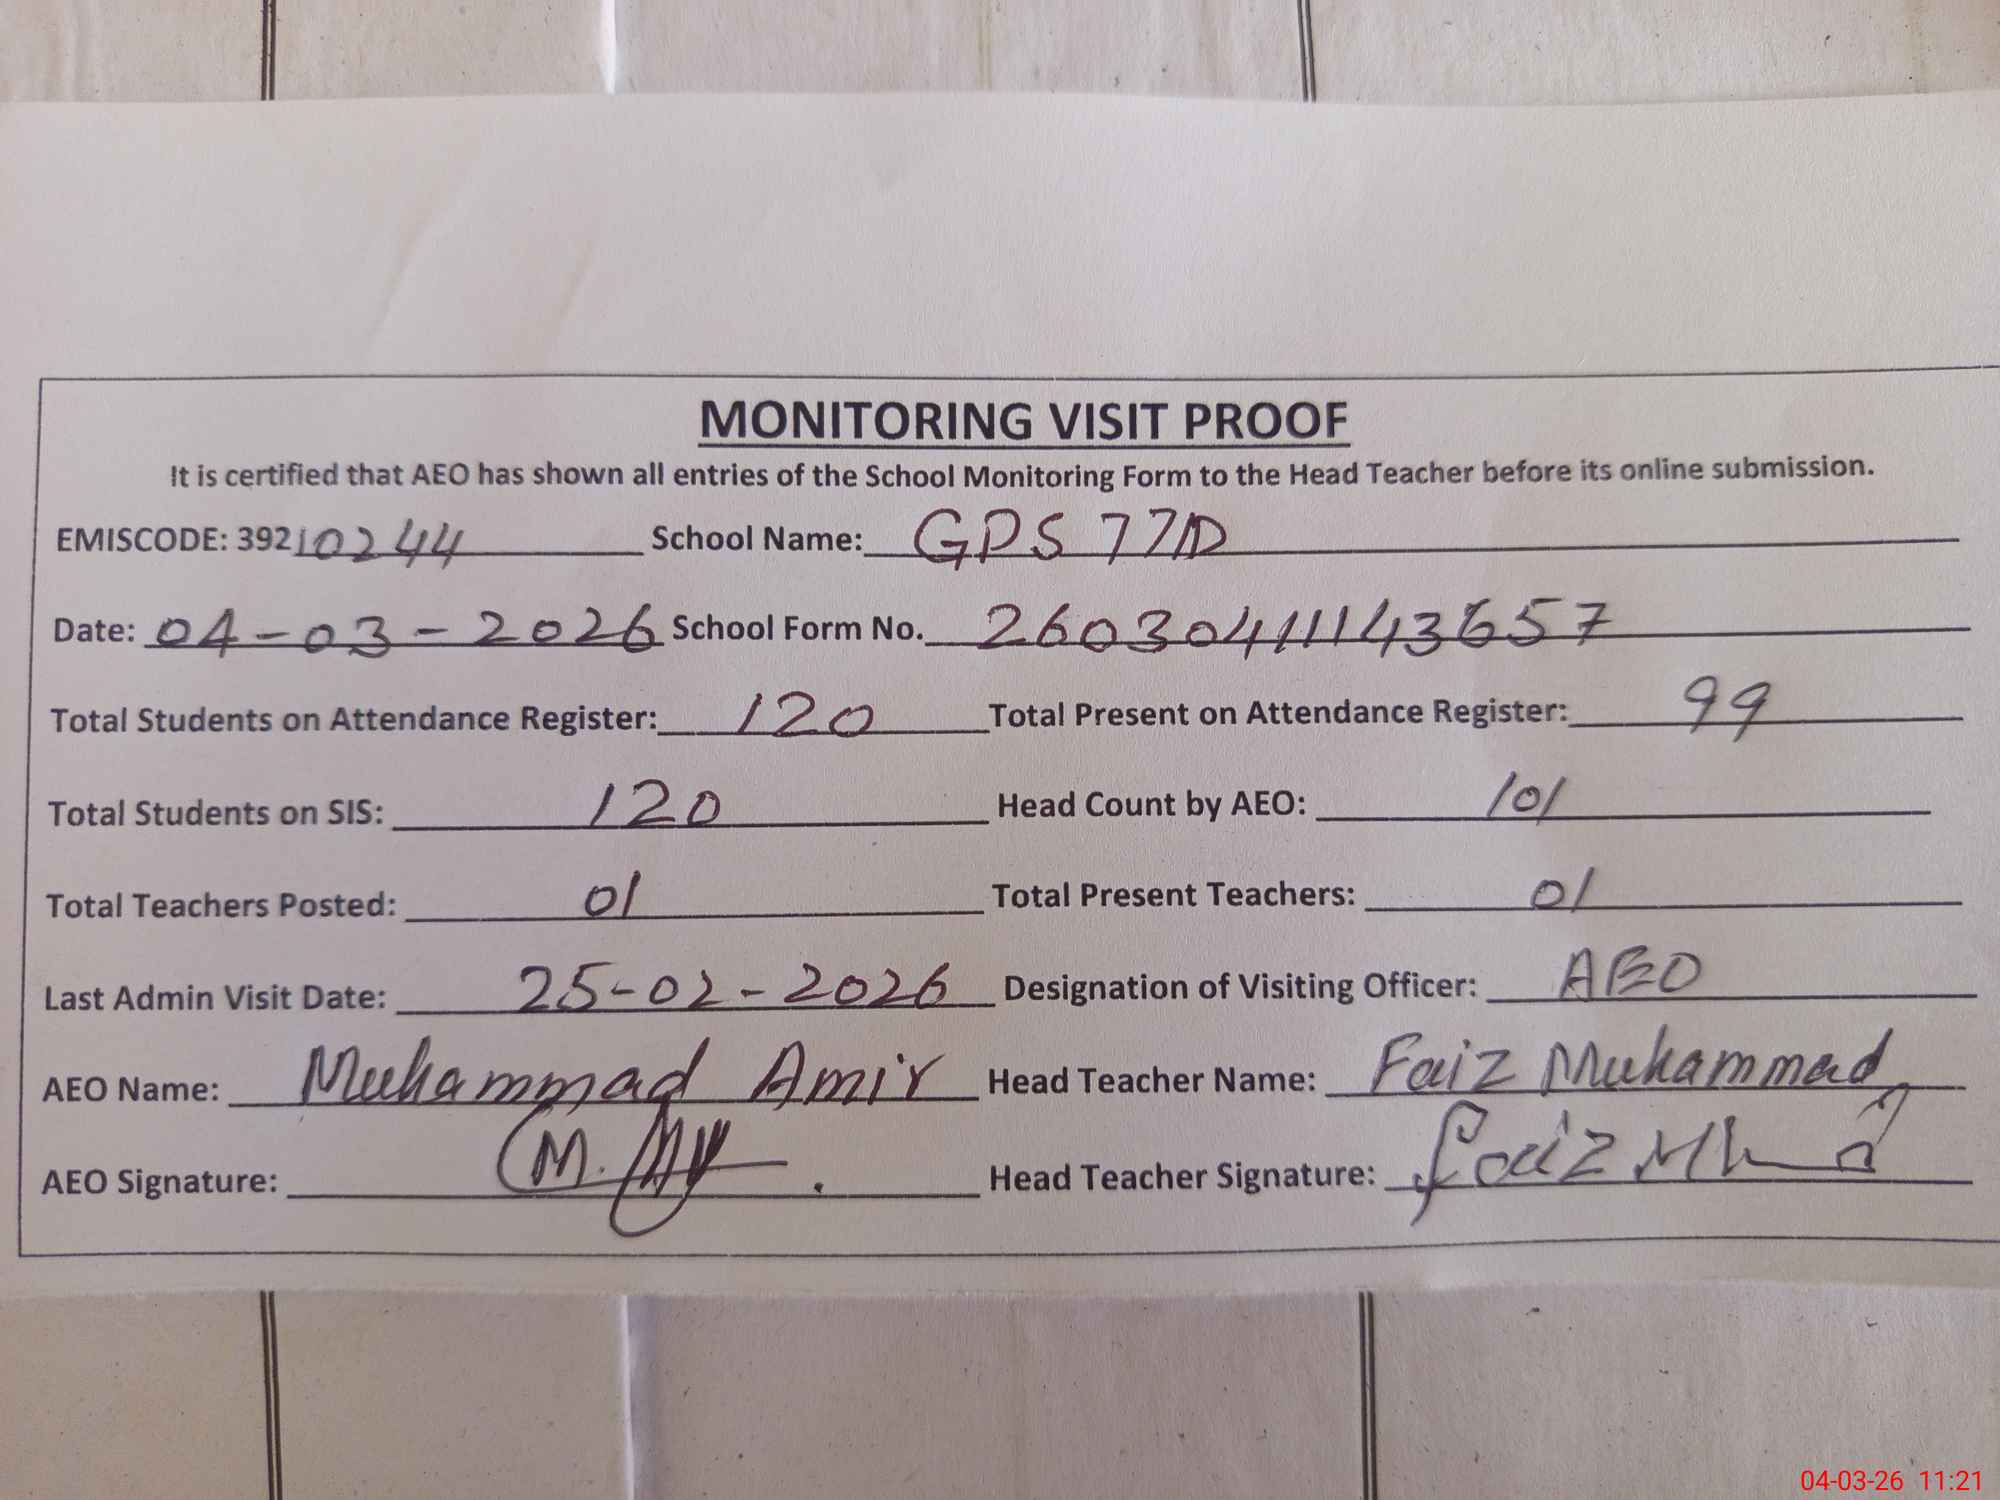 MONITORING VISIT PROOF
It is certified that AEO has shown all entries of the School Monitoring Form to the Head Teacher before its online submission.
EMISCODE: 39210244 School Name: GPS 77D
Date: 04-03-2026 School Form No. 26030411143657
Total Students on Attendance Register: 120 Total Present on Attendance Register: 99
Total Students on SIS: 120 Head Count by AEO: 101
Total Teachers Posted: 01 Total Present Teachers: 01
Last Admin Visit Date: 25-02-2026 Designation of Visiting Officer: AEO
AEO Name: Muhammad Amir Head Teacher Name: Faiz Muhammad
AEO Signature: Head Teacher Signature: Faiz
04-03-26 11:21